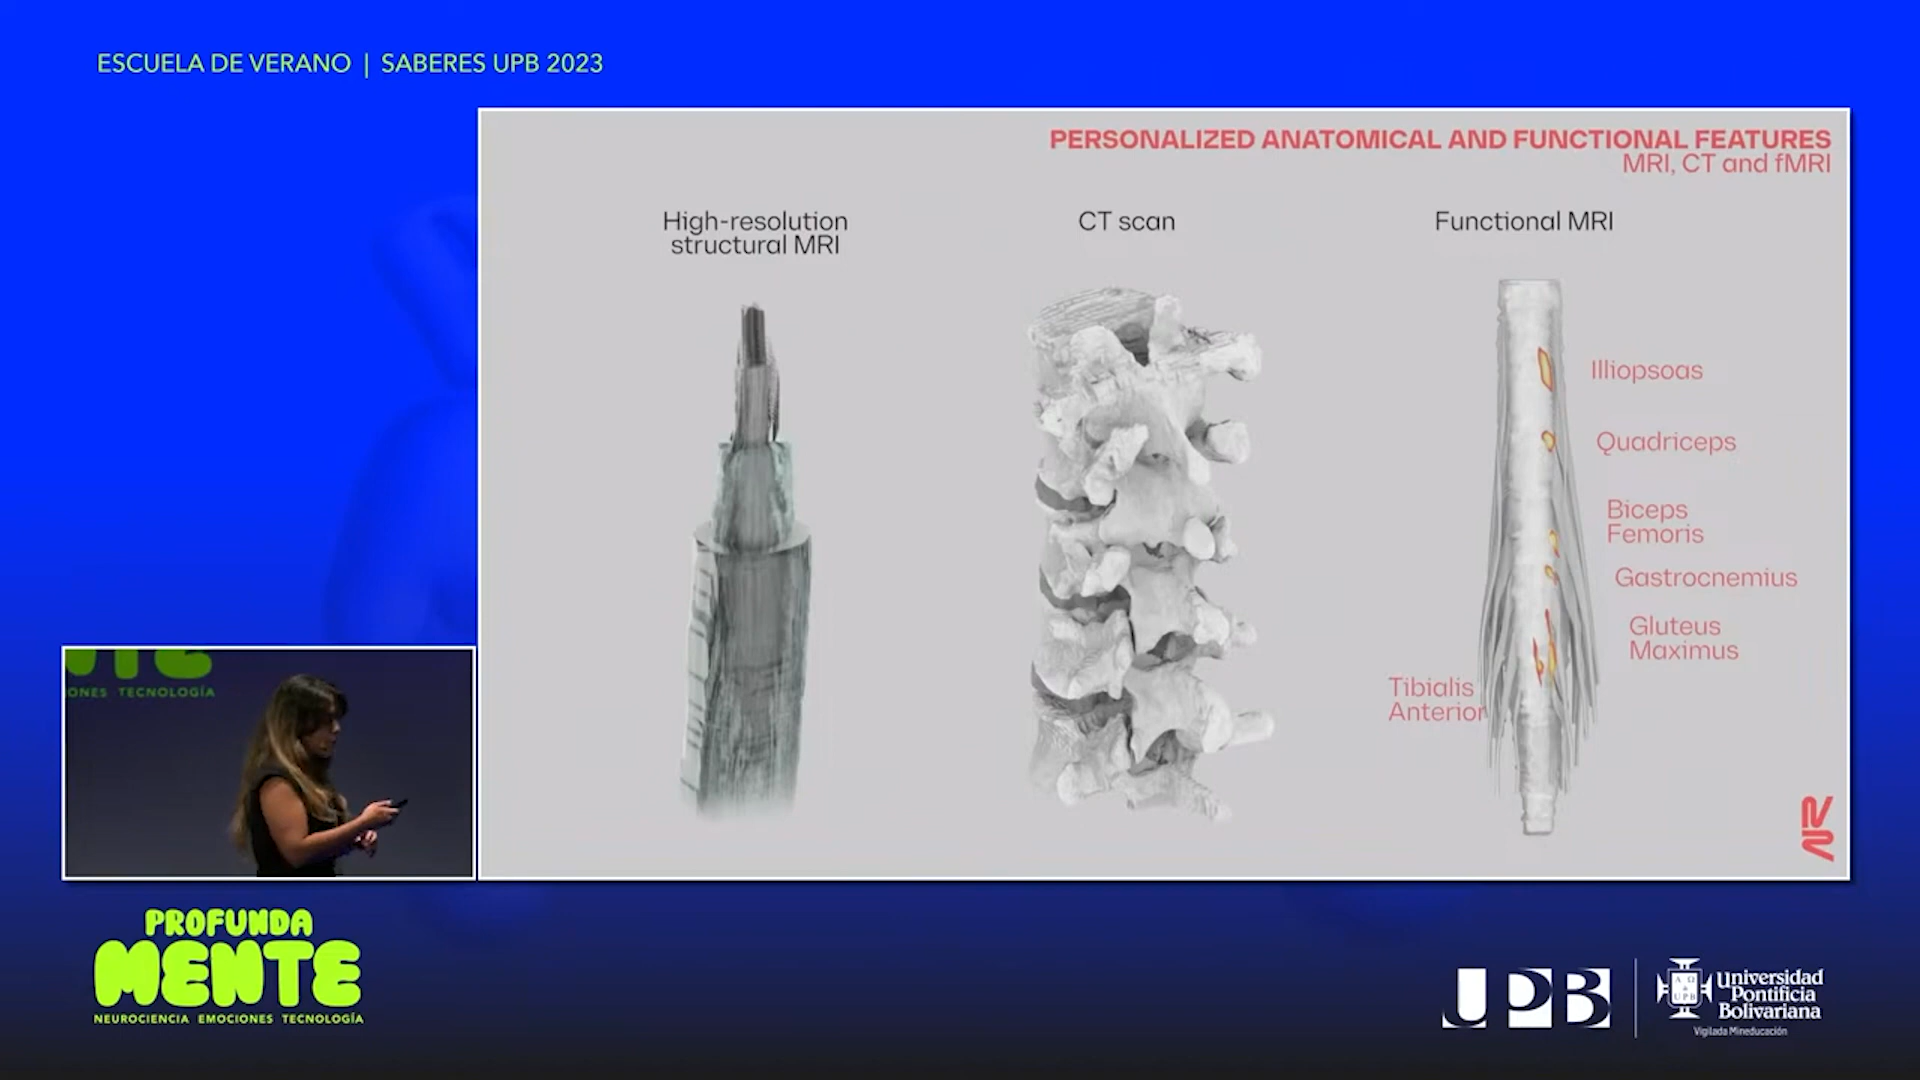 ESCUELA DE VERANO | SABERES UPB 2023
PERSONALIZED ANATOMICAL AND FUNCTIONAL FEATURES
MRI, CT and fMRI
High-resolution
structural MRI
CT scan
Functional MRI
Illiopsoas
Quadriceps
Biceps
Femoris
Gastrocnemius
Gluteus
Maximus
Tibialis
Anterior
ONES TECNOLOGÍA
PROFUNDA
MENTE
NEUROCIENCIA EMOCIONES TECNOLOGÍA
UPB
Universidad
Pontificia
Bolivariana
Vigilada Mineducación